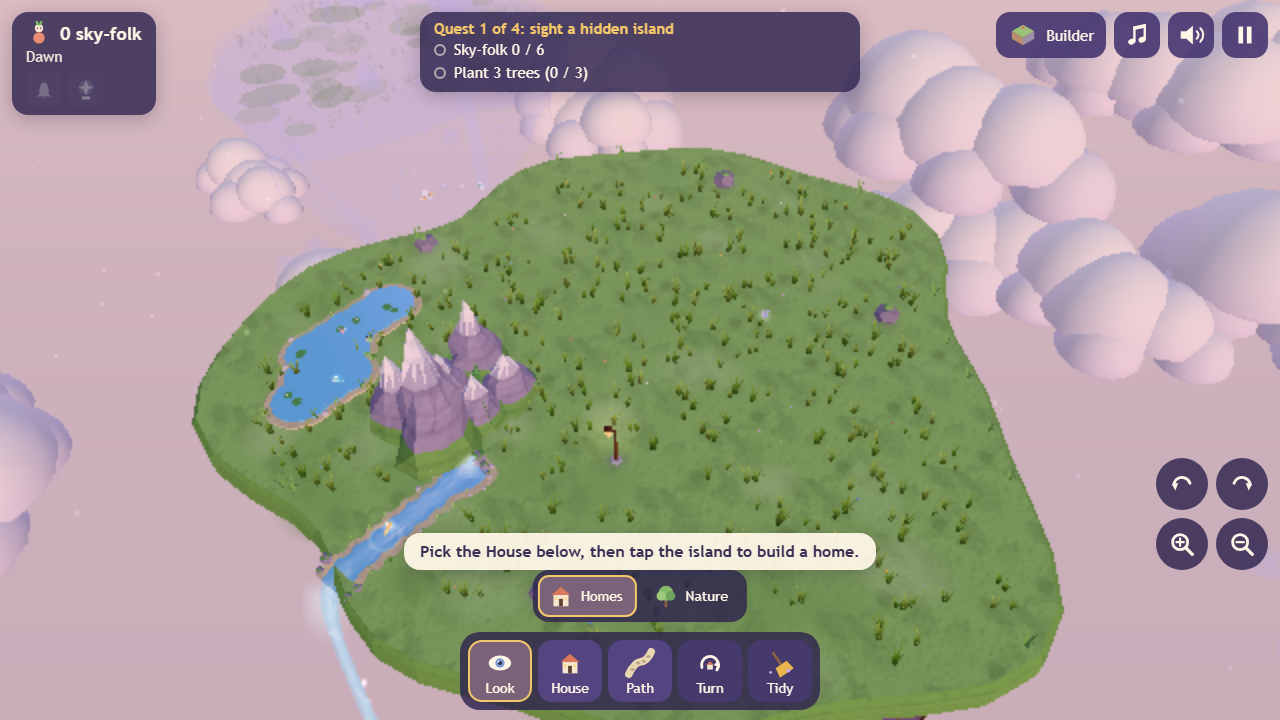 0 sky-folk
Dawn
Quest 1 of 4: sight a hidden island
Sky-folk 0 / 6
Plant 3 trees (0 / 3)
Builder
Pick the House below, then tap the island to build a home.
Homes
Nature
Look
House
Path
Turn
Tidy